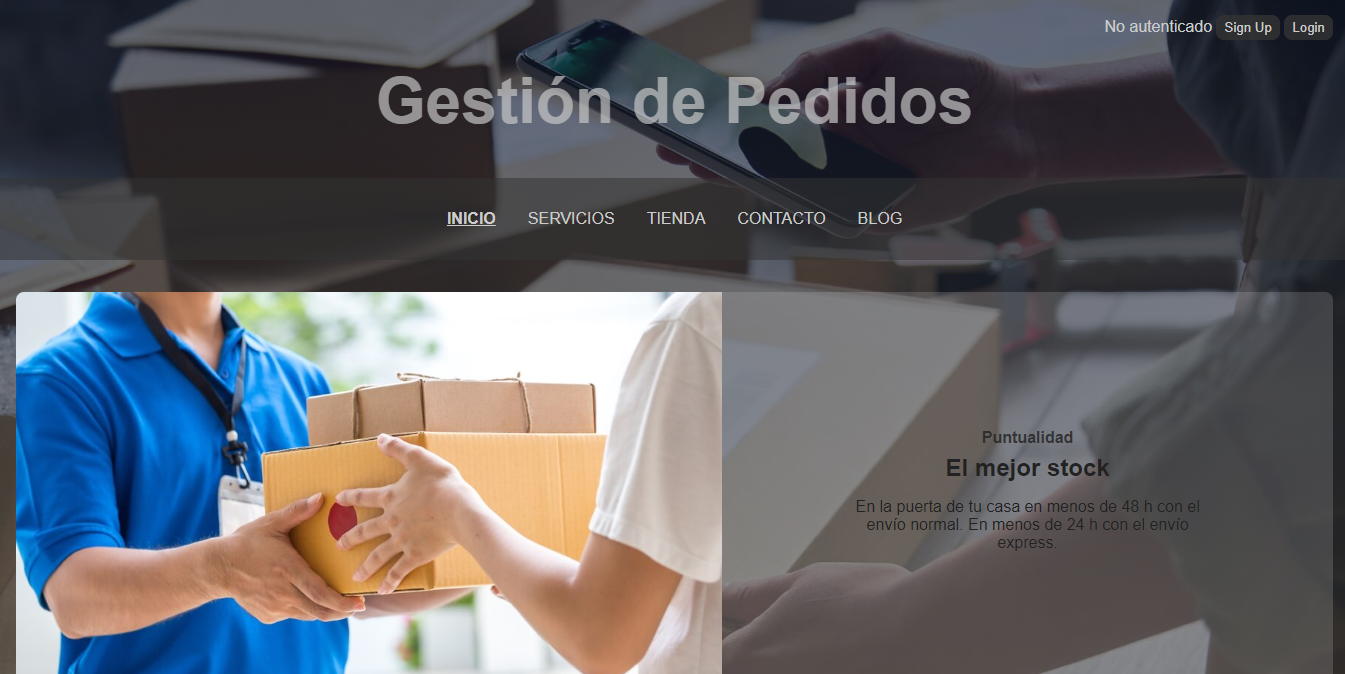 No autenticado Sign Up Login
Gestión de Pedidos
INICIO SERVICIOS TIENDA CONTACTO BLOG
Puntualidad
El mejor stock
En la puerta de tu casa en menos de 48 h con el
envío normal. En menos de 24 h con el envío
express.